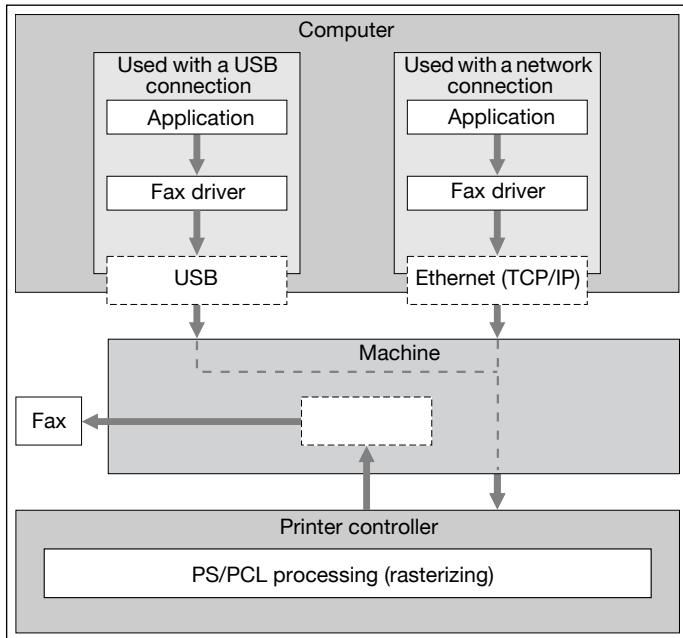 Computer
Used with a USB
connection
Application
Fax driver
USB
Used with a network
connection
Application
Fax driver
Ethernet (TCP/IP)
Machine
Fax
Printer controller
PS/PCL processing (rasterizing)